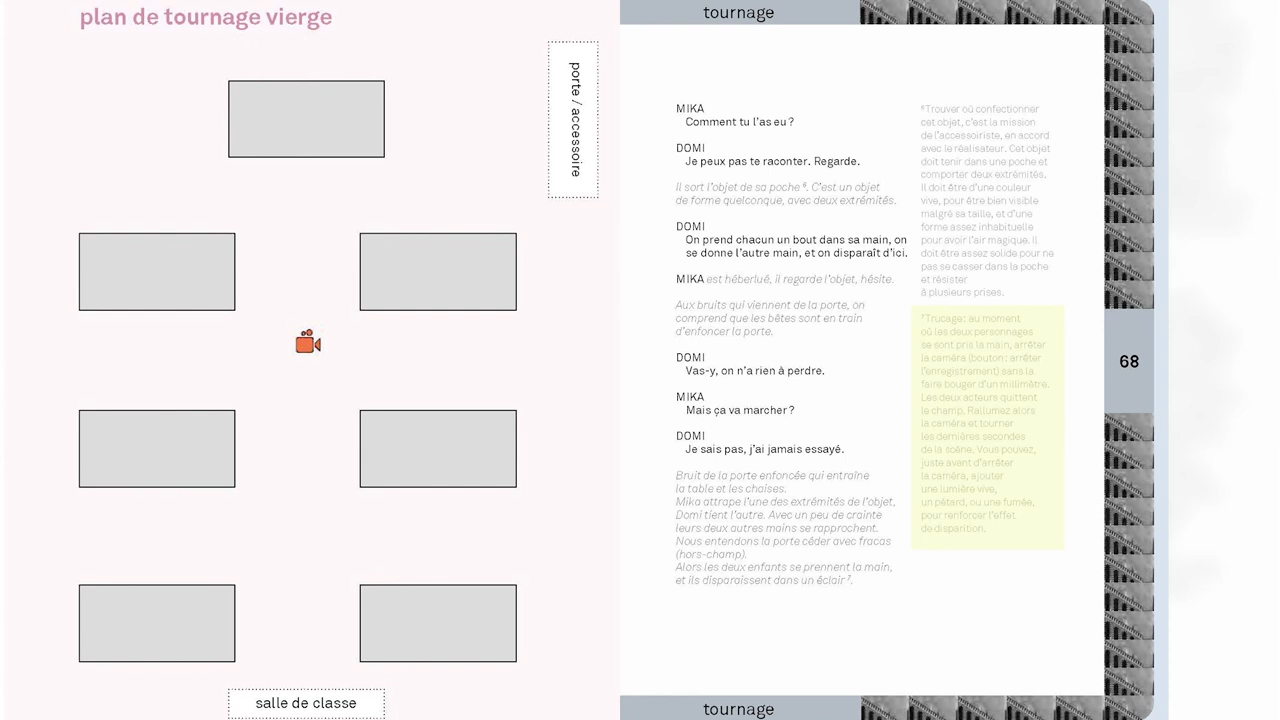 plan de tournage vierge
porte / accessoire
salle de classe
tournage
MIKA
Comment tu l'as eu ?
DOMI
Je peux pas te raconter. Regarde.
Il sort l'objet de sa poche ⁶. C'est un objet
de forme quelconque, avec deux extrémités.
DOMI
On prend chacun un bout dans sa main, on
se donne l'autre main, et on disparaît d'ici.
MIKA est héberlué, il regarde l'objet, hésite.
Aux bruits qui viennent de la porte, on
comprend que les bêtes sont en train
d'enfoncer la porte.
DOMI
Vas-y, on n'a rien à perdre.
MIKA
Mais ça va marcher ?
DOMI
Je sais pas, j'ai jamais essayé.
Bruit de la porte enfoncée qui entraîne
la table et les chaises.
Mika attrape l'une des extrémités de l'objet,
Domi tient l'autre. Avec un peu de crainte
leurs deux autres mains se rapprochent.
Nous entendons la porte céder avec fracas
(hors-champ).
Alors les deux enfants se prennent la main,
et ils disparaissent dans un éclair ⁷.
⁶Trouver où confectionner
cet objet, c'est la mission
de l'accessoiriste, en accord
avec le réalisateur. Cet objet
doit tenir dans une poche et
comporter deux extrémités.
Il doit être d'une couleur
vive, pour être bien visible
malgré sa taille, et d'une
forme assez inhabituelle
pour avoir l'air magique. Il
doit être assez solide pour ne
pas se casser dans la poche
et résister
à plusieurs prises.
⁷Trucage : au moment
où les deux personnages
se sont pris la main, arrêter
la caméra (bouton : arrêter
l'enregistrement) sans la
faire bouger d'un millimètre.
Les deux acteurs quittent
le champ. Rallumez alors
la caméra et tourner
les dernières secondes
de la scène. Vous pouvez,
juste avant d'arrêter
la caméra, ajouter
une lumière vive,
un pétard, ou une fumée,
pour renforcer l'effet
de disparition.
68
tournage